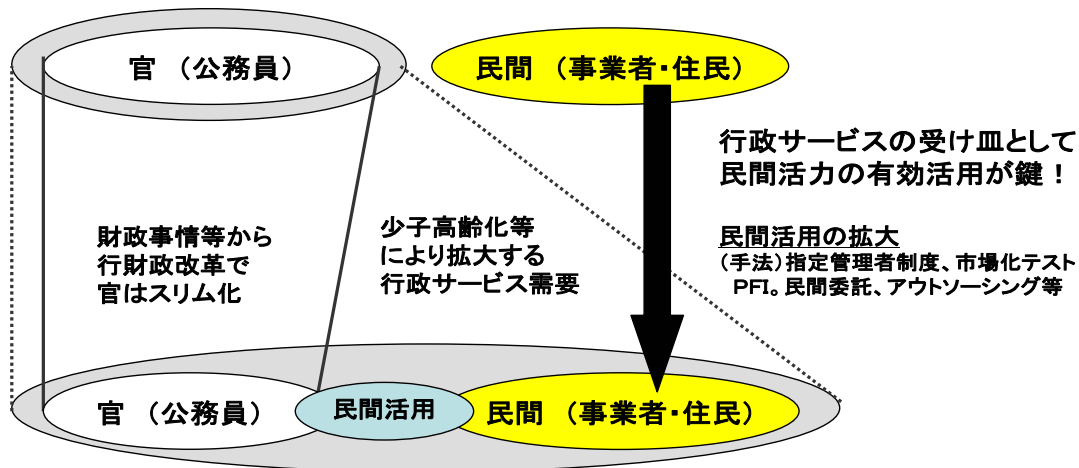 官 （公務員）
民間 （事業者・住民）
行政サービスの受け皿として
民間活力の有効活用が鍵！
財政事情等から
行財政改革で
官はスリム化
少子高齢化等
により拡大する
行政サービス需要
民間活用の拡大
（手法）指定管理者制度、市場化テスト
PFI。民間委託、アウトソーシング等
官 （公務員）
民間活用
民間 （事業者・住民）